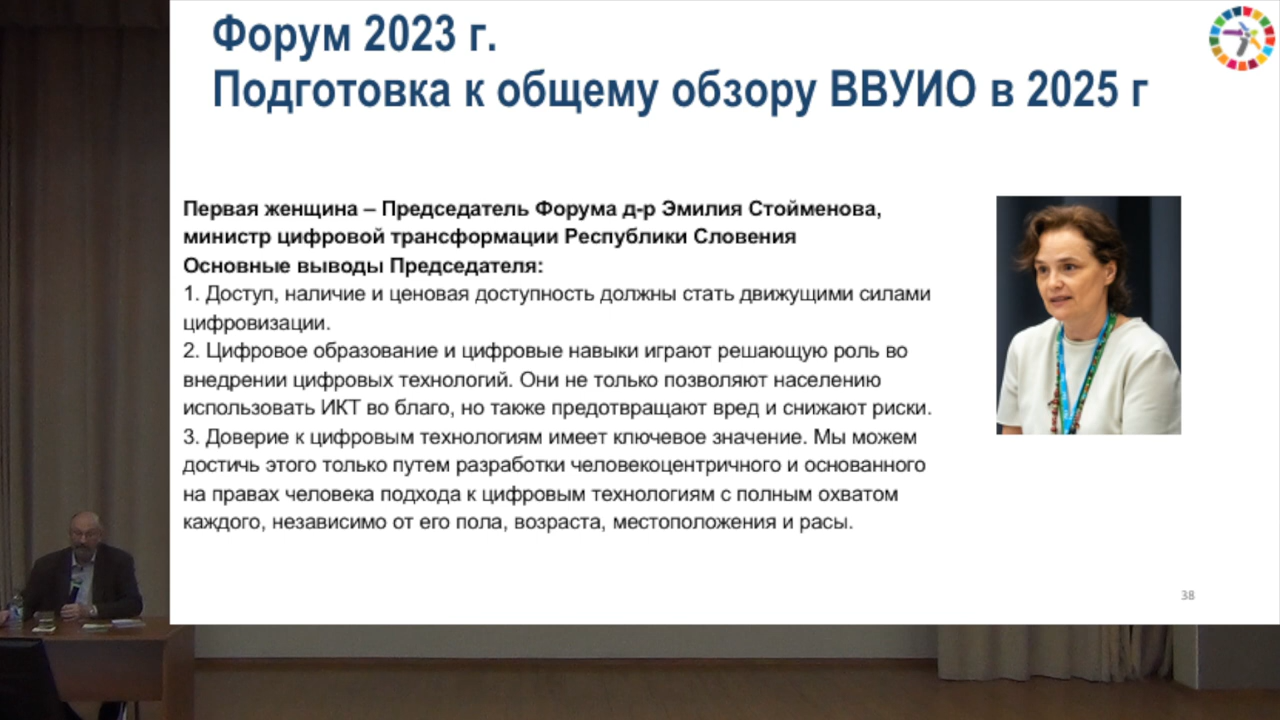 Форум 2023 г.
Подготовка к общему обзору ВВУИО в 2025 г
Первая женщина – Председатель Форума д-р Эмилия Стойменова,
министр цифровой трансформации Республики Словения
Основные выводы Председателя:
1. Доступ, наличие и ценовая доступность должны стать движущими силами
цифровизации.
2. Цифровое образование и цифровые навыки играют решающую роль во
внедрении цифровых технологий. Они не только позволяют населению
использовать ИКТ во благо, но также предотвращают вред и снижают риски.
3. Доверие к цифровым технологиям имеет ключевое значение. Мы можем
достичь этого только путем разработки человекоцентричного и основанного
на правах человека подхода к цифровым технологиям с полным охватом
каждого, независимо от его пола, возраста, местоположения и расы.
38